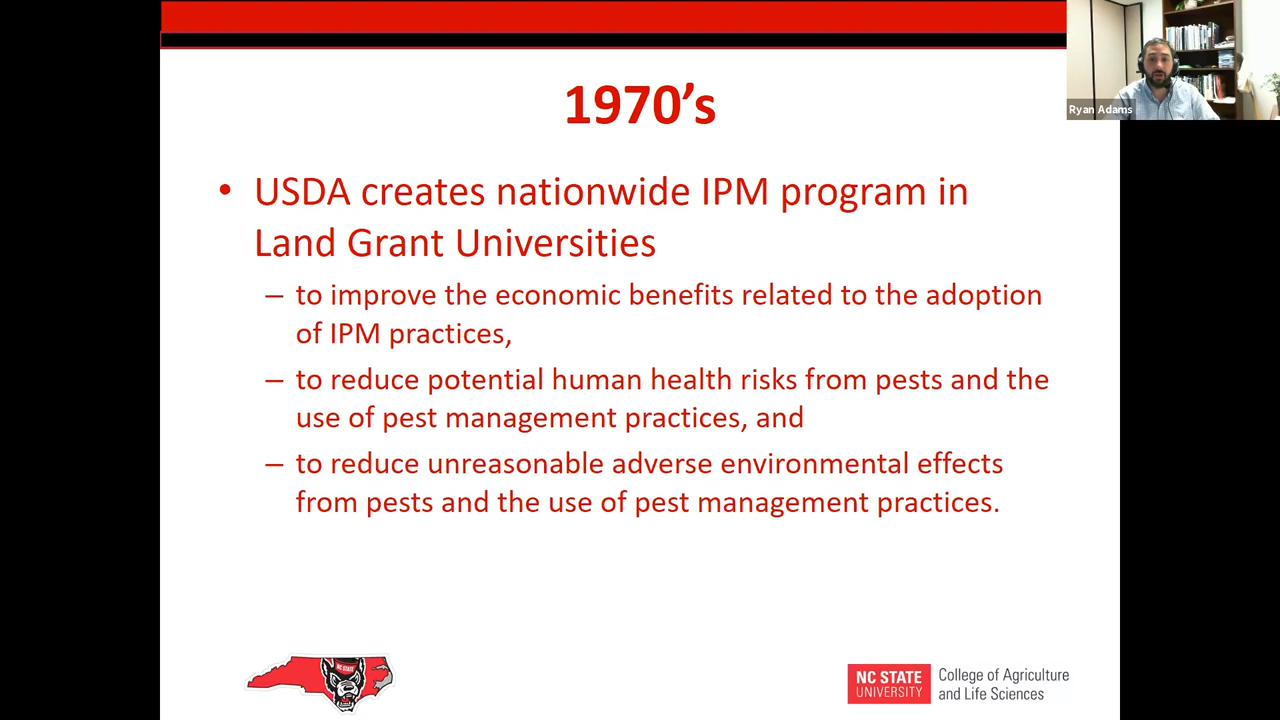 1970’s
Ryan Adams
• USDA creates nationwide IPM program in
Land Grant Universities
– to improve the economic benefits related to the adoption
of IPM practices,
– to reduce potential human health risks from pests and the
use of pest management practices, and
– to reduce unreasonable adverse environmental effects
from pests and the use of pest management practices.
NC STATE
NC STATE
UNIVERSITY
College of Agriculture
and Life Sciences